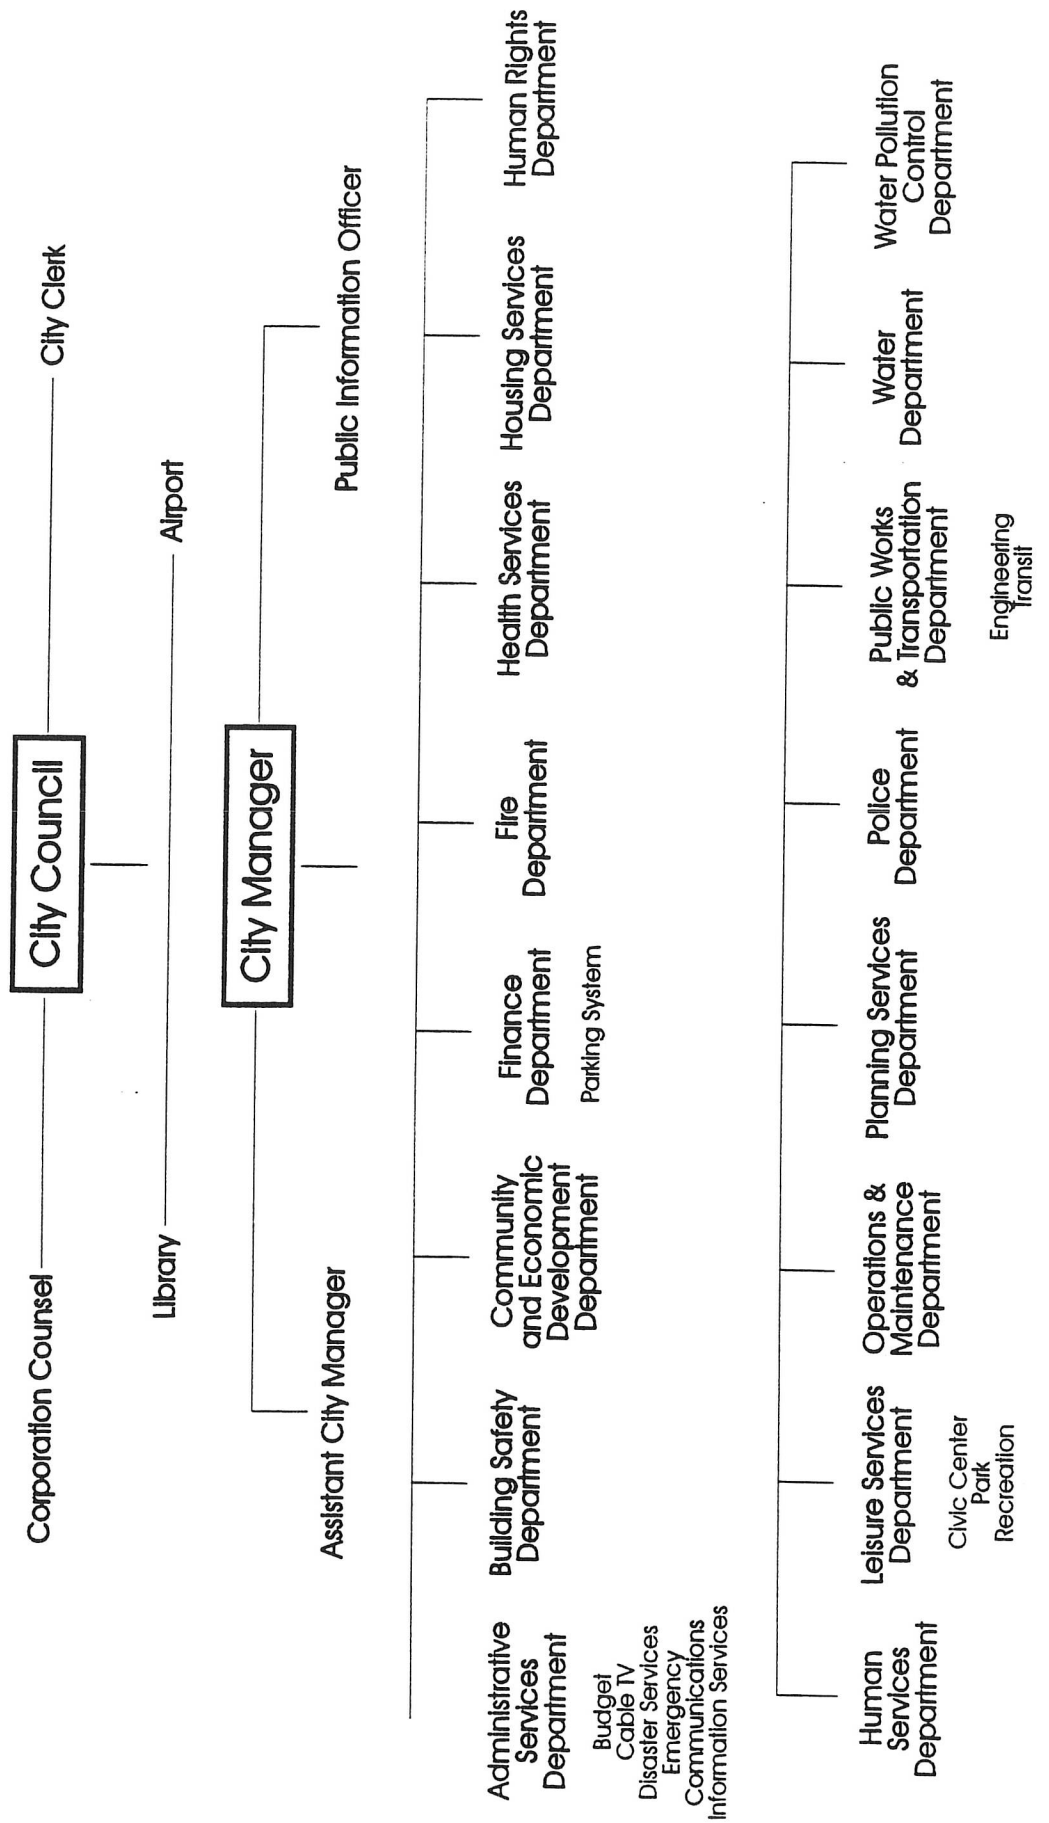 Corporation Counsel
City Council
City Clerk
Library
Airport
City Manager
Assistant City Manager
Public Information Officer
Administrative
Services
Department
Budget
Cable TV
Disaster Services
Emergency
Communications
Information Services
Building Safety
Department
Community
and Economic
Development
Department
Finance
Department
Parking System
Fire
Department
Health Services
Department
Housing Services
Department
Human Rights
Department
Human
Services
Department
Leisure Services
Department
Civic Center
Park
Recreation
Operations &
Maintenance
Department
Planning Services
Department
Police
Department
Public Works
& Transportation
Department
Engineering
Transit
Water
Department
Water Pollution
Control
Department